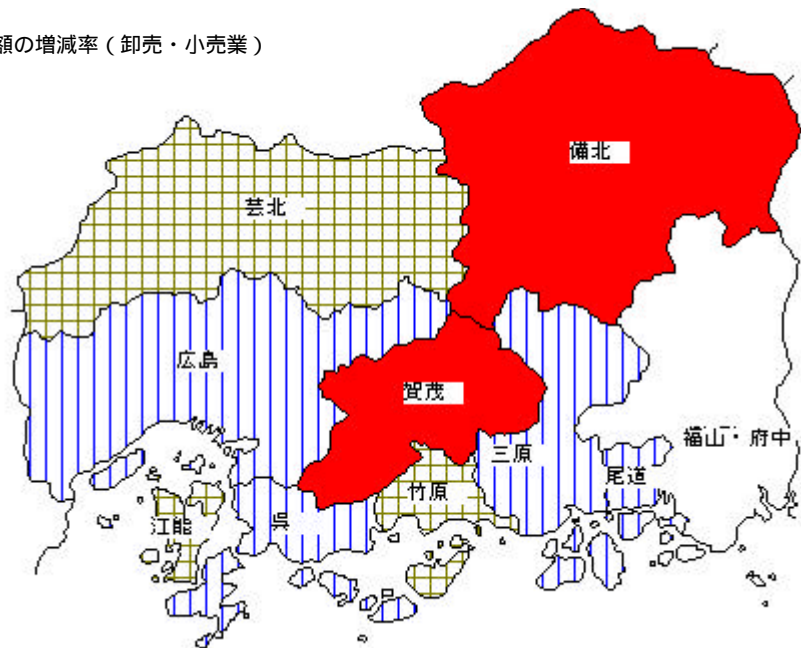 額の増減率(卸売・小売業)
備北
芸北
広島
賀茂
福山・府中
三原
尾道
竹原
江能
呉